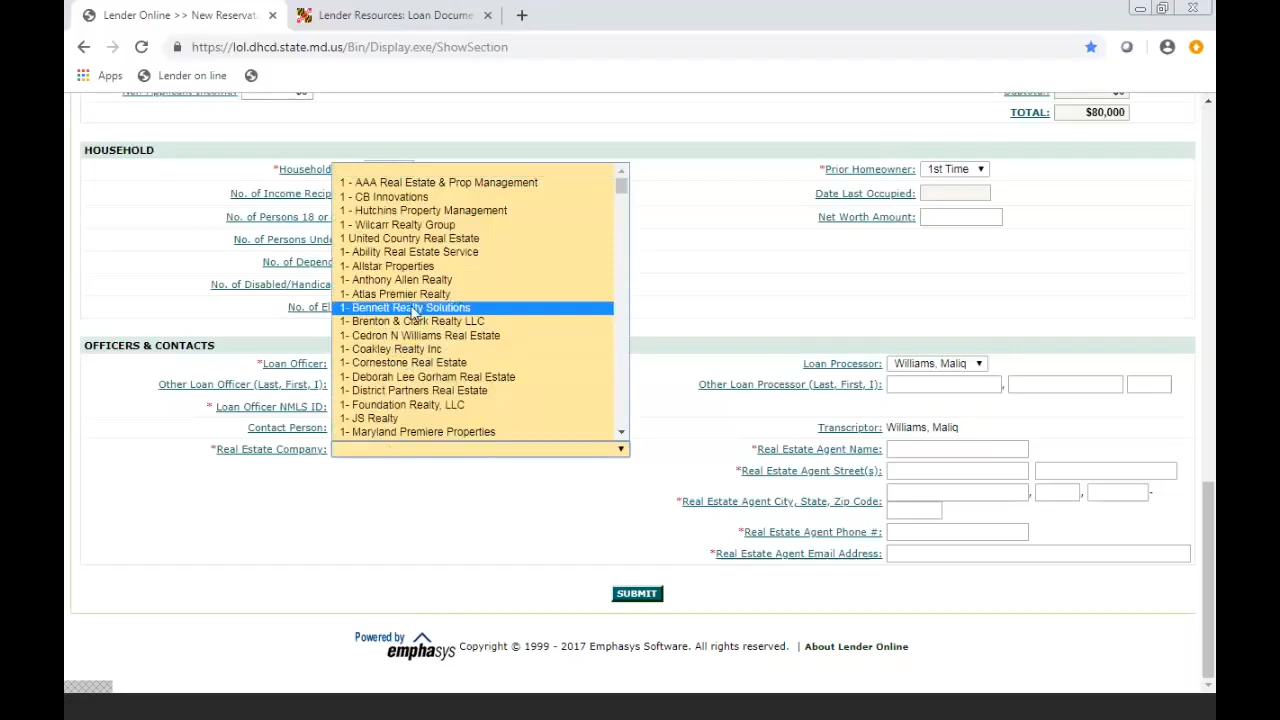 Lender Online >> New Reservat
Lender Resources: Loan Docume
https://lol.dhcd.state.md.us/Bin/Display.exe/ShowSection
Apps Lender on line
TOTAL: $80,000
HOUSEHOLD
*Household
*Prior Homeowner: 1st Time
No. of Income Recip
Date Last Occupied:
No. of Persons 18 or
Net Worth Amount:
No. of Persons Unde
No. of Depend
No. of Disabled/Handica
No. of El
1 - AAA Real Estate & Prop Management
1 - CB Innovations
1 - Hutchins Property Management
1 - Wilcarr Realty Group
1 United Country Real Estate
1- Ability Real Estate Service
1- Allstar Properties
1- Anthony Allen Realty
1- Atlas Premier Realty
1- Bennett Realty Solutions
1- Brenton & Clark Realty LLC
1- Cedron N Williams Real Estate
1- Coakley Realty Inc
1- Cornestone Real Estate
1- Deborah Lee Gorham Real Estate
1- District Partners Real Estate
1- Foundation Realty, LLC
1- JS Realty
1- Maryland Premiere Properties
OFFICERS & CONTACTS
*Loan Officer:
Loan Processor: Williams, Maliq
Other Loan Officer (Last, First, I):
Other Loan Processor (Last, First, I): ,
* Loan Officer NMLS ID:
Contact Person:
Transcriptor: Williams, Maliq
*Real Estate Company:
*Real Estate Agent Name:
*Real Estate Agent Street(s):
*Real Estate Agent City, State, Zip Code: , , -
*Real Estate Agent Phone #:
*Real Estate Agent Email Address:
SUBMIT
Powered by
emphasys Copyright © 1999 - 2017 Emphasys Software. All rights reserved. | About Lender Online